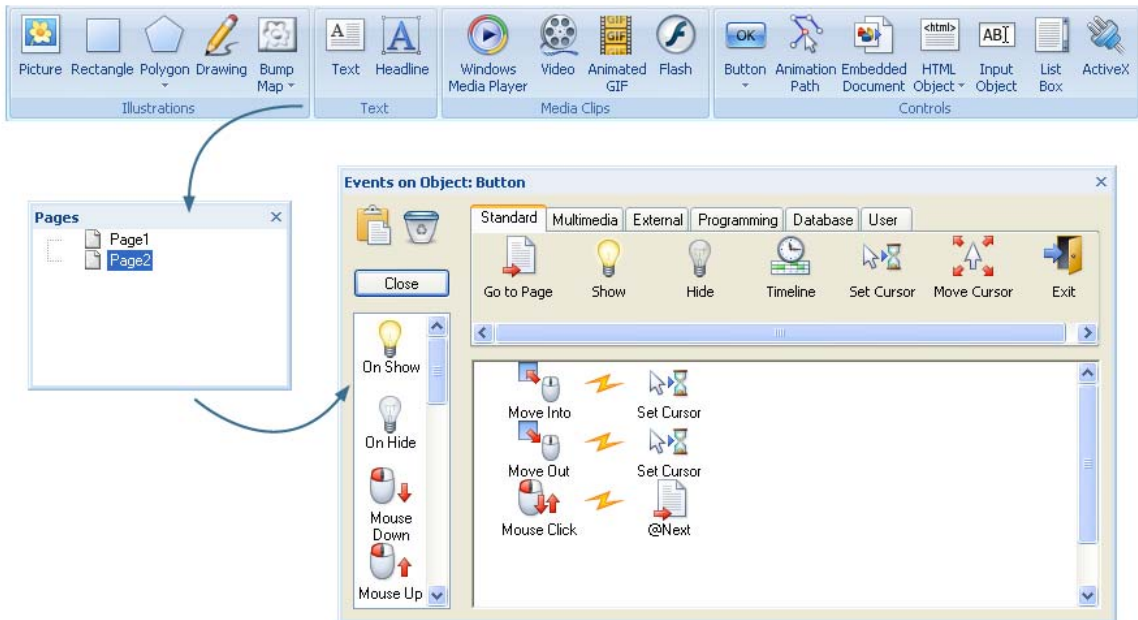 Picture Rectangle Polygon Drawing Bump Map
Illustrations
A Text A Headline
Text
Windows Media Player Video GIF GIF GIF Animated GIF Flash
Media Clips
OK Button Animation Path Embedded Document <html> HTML Object AB Input Object List Box ActiveX
Controls
Pages
Page1
Page2
Events on Object: Button
Close
Standard Multimedia External Programming Database User
Go to Page Show Hide Timeline Set Cursor Move Cursor Exit
On Show
On Hide
Mouse Down
Mouse Up
Move Into Set Cursor
Move Out Set Cursor
Mouse Click @Next